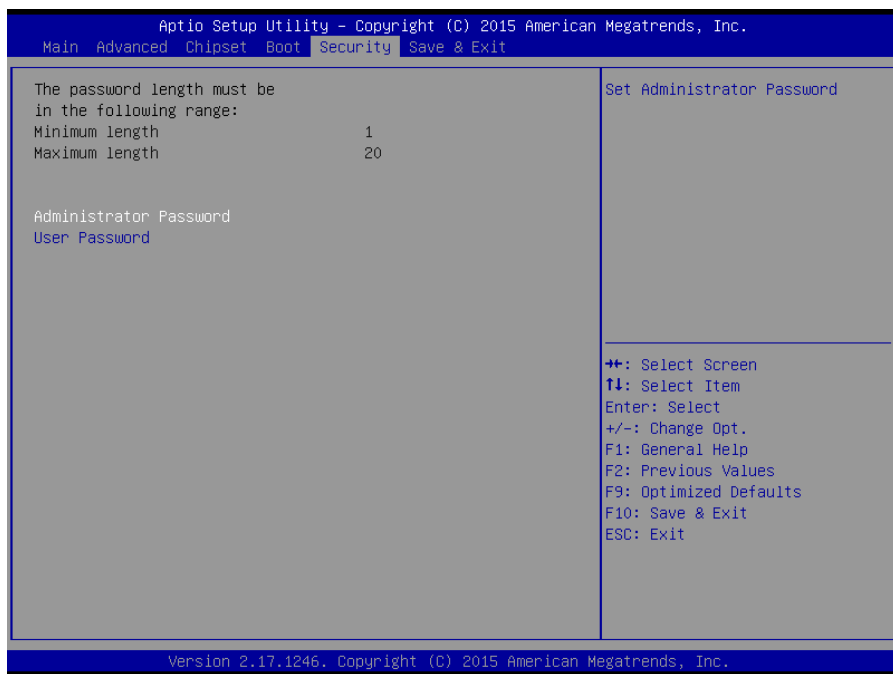 Aptio Setup Utility – Copyright (C) 2015 American Megatrends, Inc.
Main Advanced Chipset Boot Security Save & Exit
The password length must be
in the following range:
Minimum length 1
Maximum length 20
Administrator Password
User Password
Set Administrator Password
→←: Select Screen
↑↓: Select Item
Enter: Select
+/-: Change Opt.
F1: General Help
F2: Previous Values
F9: Optimized Defaults
F10: Save & Exit
ESC: Exit
Version 2.17.1246. Copyright (C) 2015 American Megatrends, Inc.